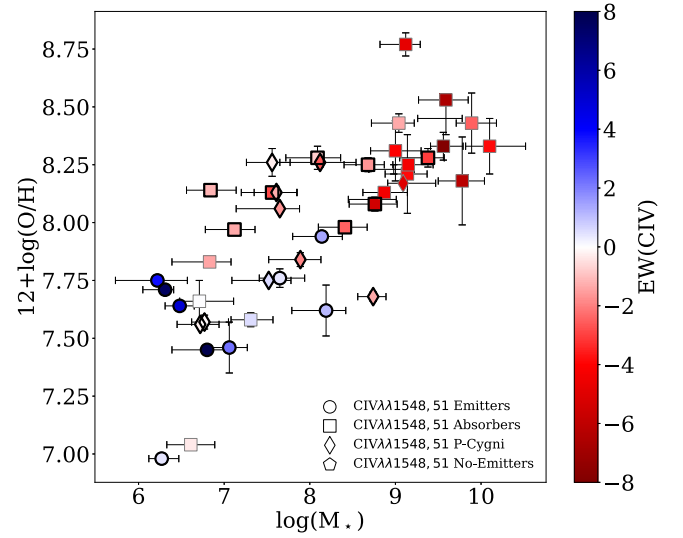 8.75
8.50
8.25
8.00
7.75
7.50
7.25
7.00
12+log(O/H)
6 7 8 9 10
log(M⋆)
CIVλλ1548, 51 Emitters
CIVλλ1548, 51 Absorbers
CIVλλ1548, 51 P-Cygni
CIVλλ1548, 51 No-Emitters
8
6
4
2
0
−2
−4
−6
−8
EW(CIV)